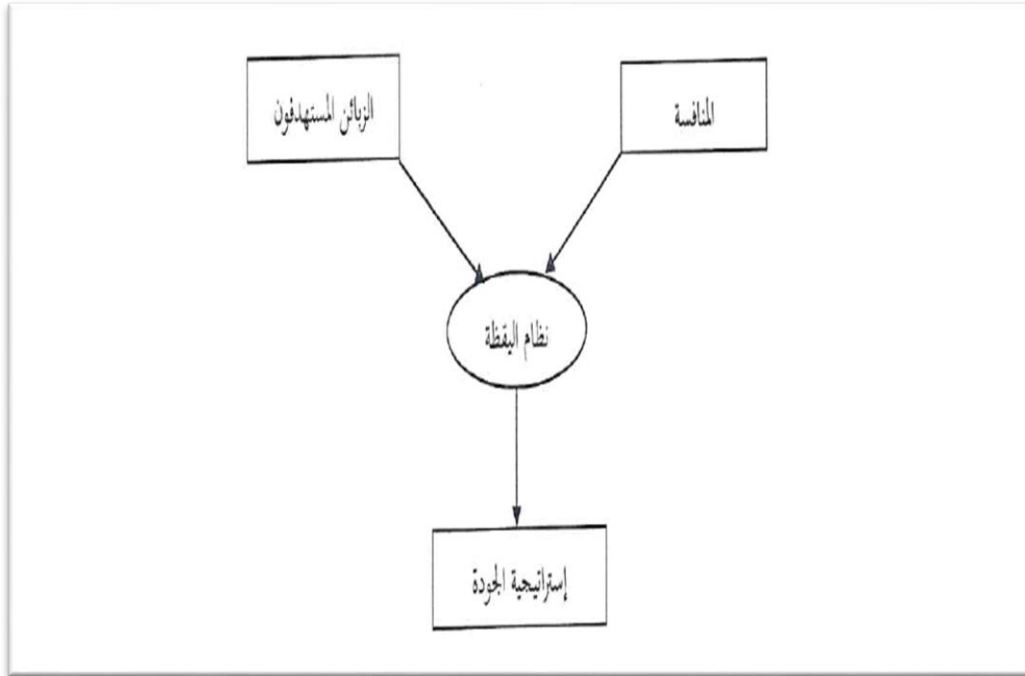 المنافسة
الزبائن المستهدفون
نظام اليقظة
إستراتيجية الجودة